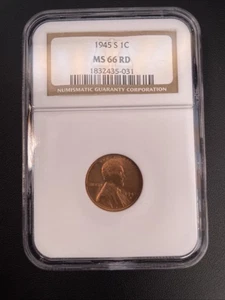 1945 S 1C
MS 66 RD
1832435-031
NUMISMATIC GUARANTY CORPORATION